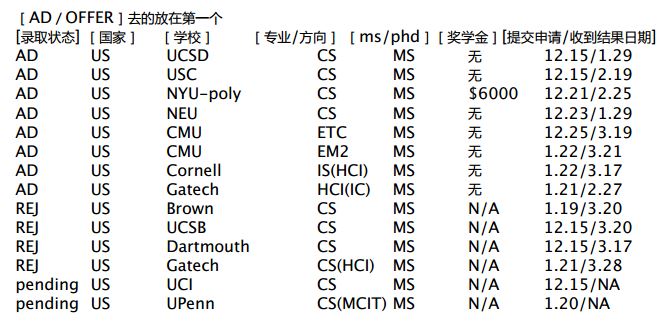 [ AD / OFFER ] 去的放在第一个
[录取状态] [ 国家 ] [ 学校 ] [ 专业/方向 ] [ ms/phd ] [ 奖学金 ] [提交申请/收到结果日期]
AD US UCSD CS MS 无 12.15/1.29
AD US USC CS MS 无 12.15/2.19
AD US NYU-poly CS MS $6000 12.21/2.25
AD US NEU CS MS 无 12.23/1.29
AD US CMU ETC MS 无 12.25/3.19
AD US CMU EM2 MS 无 1.22/3.21
AD US Cornell IS(HCI) MS 无 1.22/3.17
AD US Gatech HCI(IC) MS 无 1.21/2.27
REJ US Brown CS MS N/A 1.19/3.20
REJ US UCSB CS MS N/A 12.15/3.20
REJ US Dartmouth CS MS N/A 12.15/3.17
REJ US Gatech CS(HCI) MS N/A 1.21/3.28
pending US UCI CS MS N/A 12.15/NA
pending US UPenn CS(MCIT) MS N/A 1.20/NA